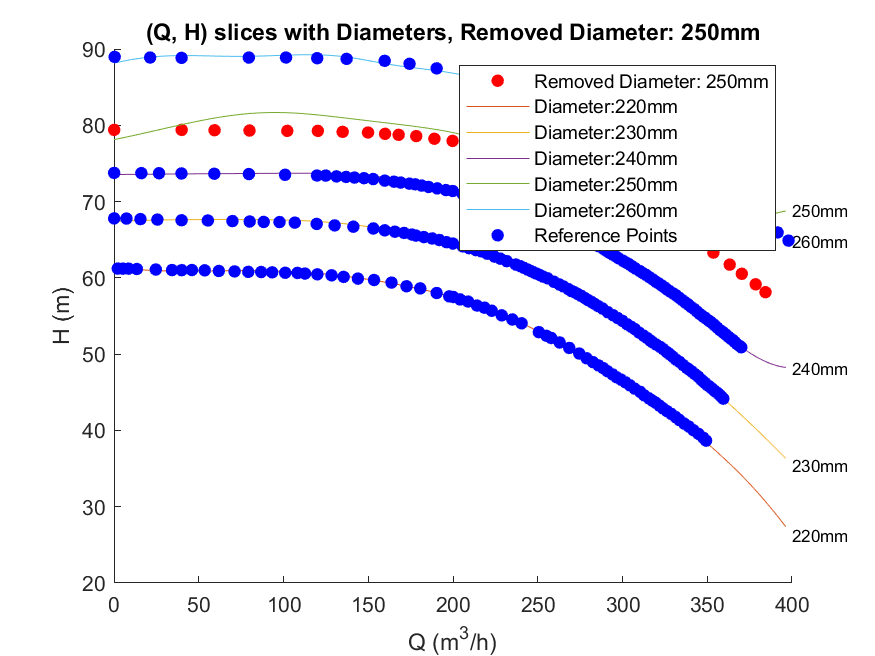 (Q, H) slices with Diameters, Removed Diameter: 250mm
90
80
70
60
50
40
30
20
H (m)
Removed Diameter: 250mm
Diameter:220mm
Diameter:230mm
Diameter:240mm
Diameter:250mm
Diameter:260mm
Reference Points
250mm
260mm
240mm
230mm
220mm
0 50 100 150 200 250 300 350 400
Q (m³/h)